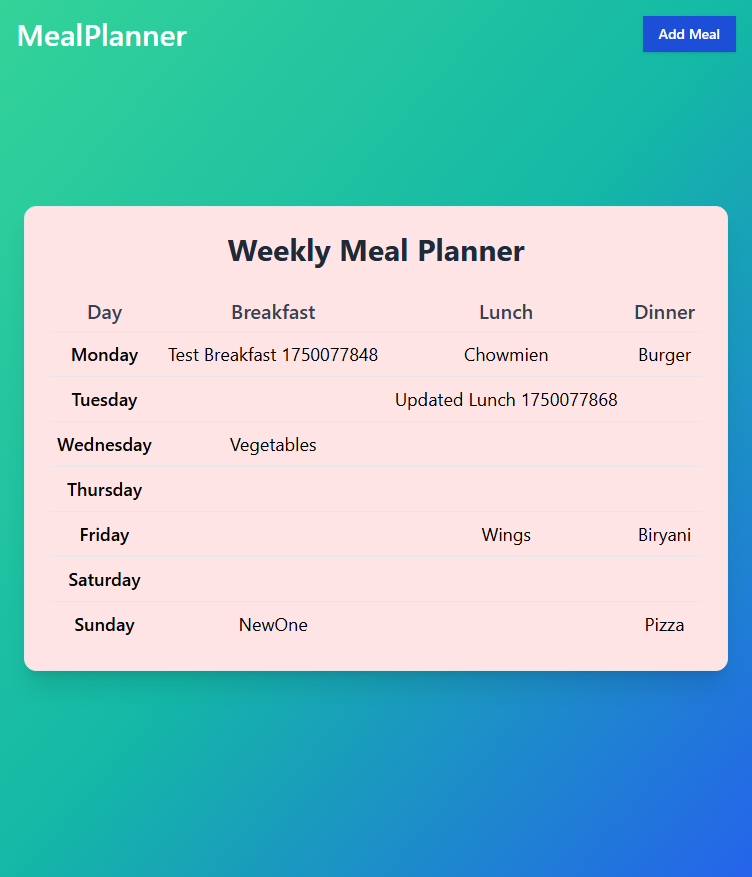 MealPlanner
Add Meal
Weekly Meal Planner
Day Breakfast Lunch Dinner
Monday Test Breakfast 1750077848 Chowmien Burger
Tuesday Updated Lunch 1750077868
Wednesday Vegetables
Thursday
Friday Wings Biryani
Saturday
Sunday NewOne Pizza